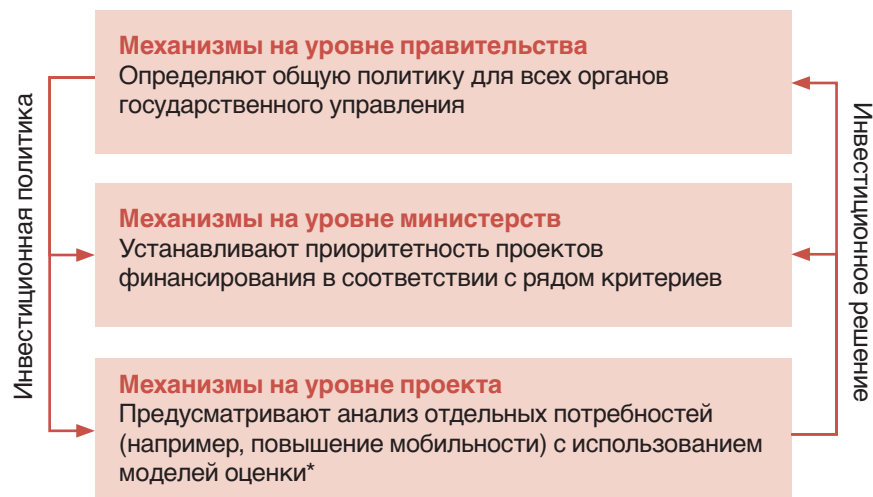 Механизмы на уровне правительства
Определяют общую политику для всех органов
государственного управления
Инвестиционная политика
Инвестиционное решение
Механизмы на уровне министерств
Устанавливают приоритетность проектов
финансирования в соответствии с рядом критериев
Механизмы на уровне проекта
Предусматривают анализ отдельных потребностей
(например, повышение мобильности) с использованием
моделей оценки*